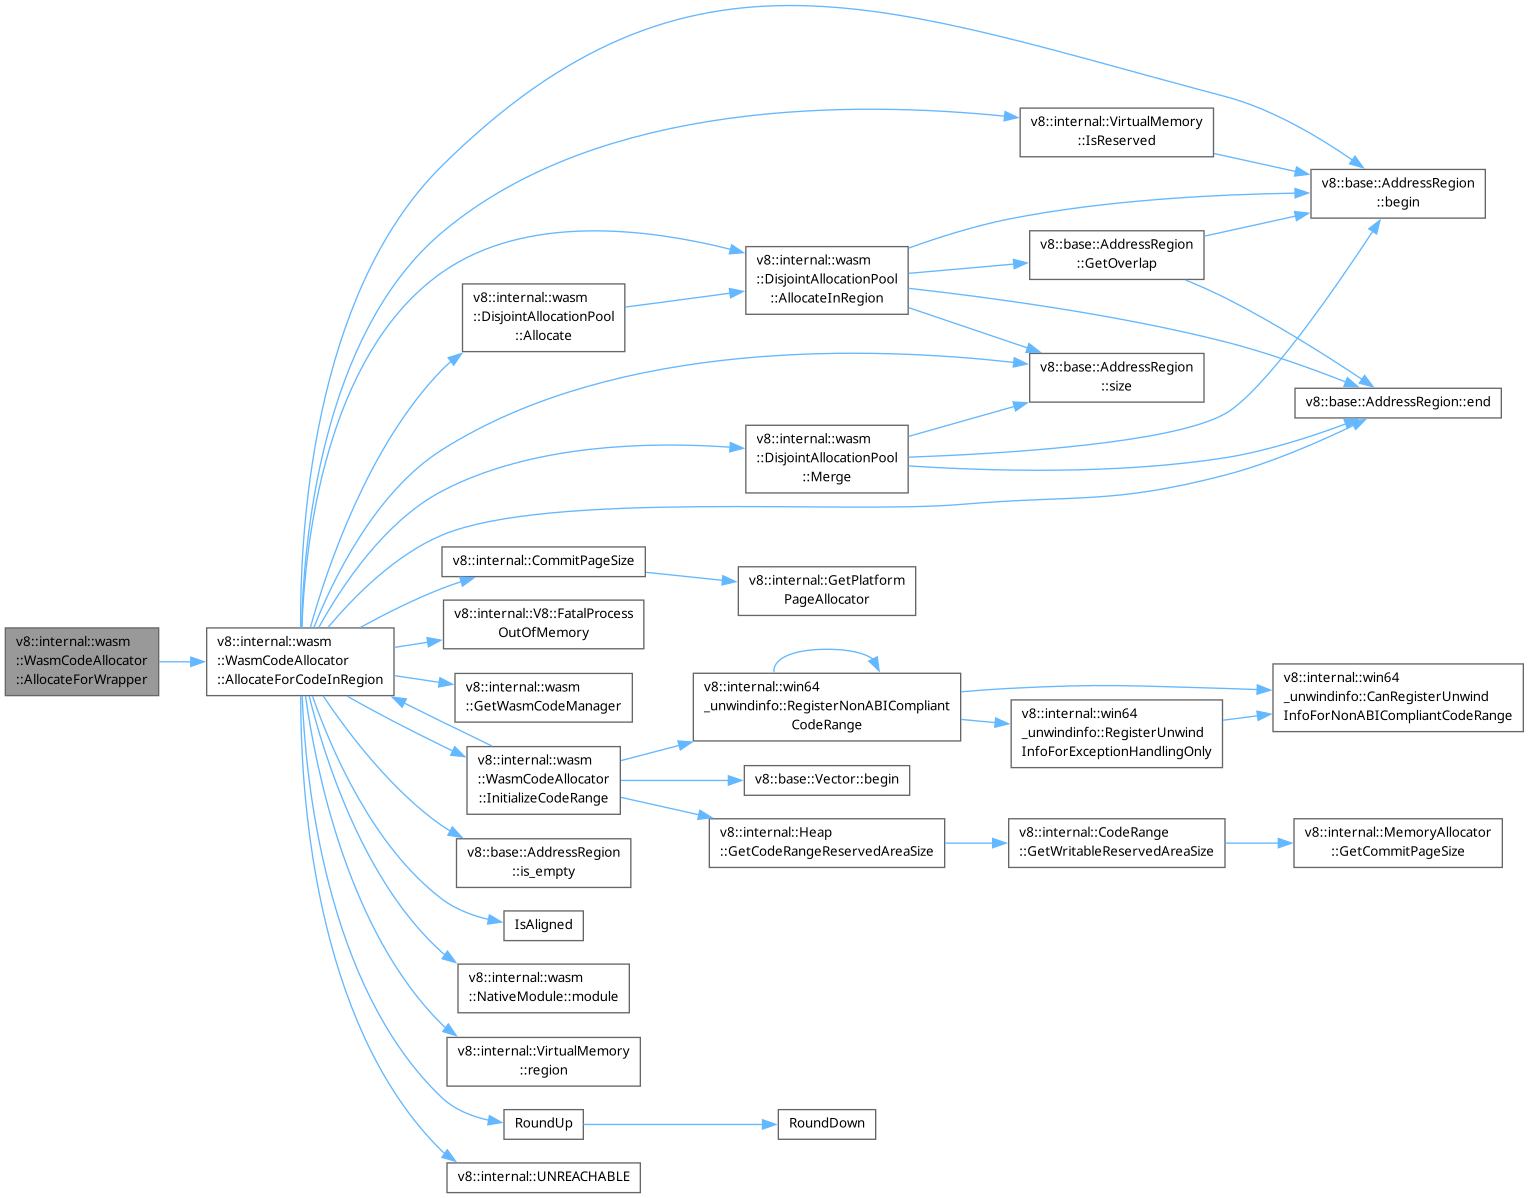 v8::internal::wasm
::WasmCodeAllocator
::AllocateForWrapper
v8::internal::wasm
::WasmCodeAllocator
::AllocateForCodeInRegion
v8::internal::wasm
::DisjointAllocationPool
::Allocate
v8::internal::wasm
::DisjointAllocationPool
::AllocateInRegion
v8::internal::VirtualMemory
::IsReserved
v8::base::AddressRegion
::begin
v8::base::AddressRegion
::GetOverlap
v8::base::AddressRegion
::size
v8::base::AddressRegion::end
v8::internal::wasm
::DisjointAllocationPool
::Merge
v8::internal::CommitPageSize
v8::internal::GetPlatform
PageAllocator
v8::internal::V8::FatalProcess
OutOfMemory
v8::internal::wasm
::GetWasmCodeManager
v8::internal::wasm
::WasmCodeAllocator
::InitializeCodeRange
v8::internal::win64
_unwindinfo::RegisterNonABICompliant
CodeRange
v8::internal::win64
_unwindinfo::RegisterUnwind
InfoForExceptionHandlingOnly
v8::internal::win64
_unwindinfo::CanRegisterUnwind
InfoForNonABICompliantCodeRange
v8::base::Vector::begin
v8::internal::Heap
::GetCodeRangeReservedAreaSize
v8::internal::CodeRange
::GetWritableReservedAreaSize
v8::internal::MemoryAllocator
::GetCommitPageSize
v8::base::AddressRegion
::is_empty
IsAligned
v8::internal::wasm
::NativeModule::module
v8::internal::VirtualMemory
::region
RoundUp
RoundDown
v8::internal::UNREACHABLE